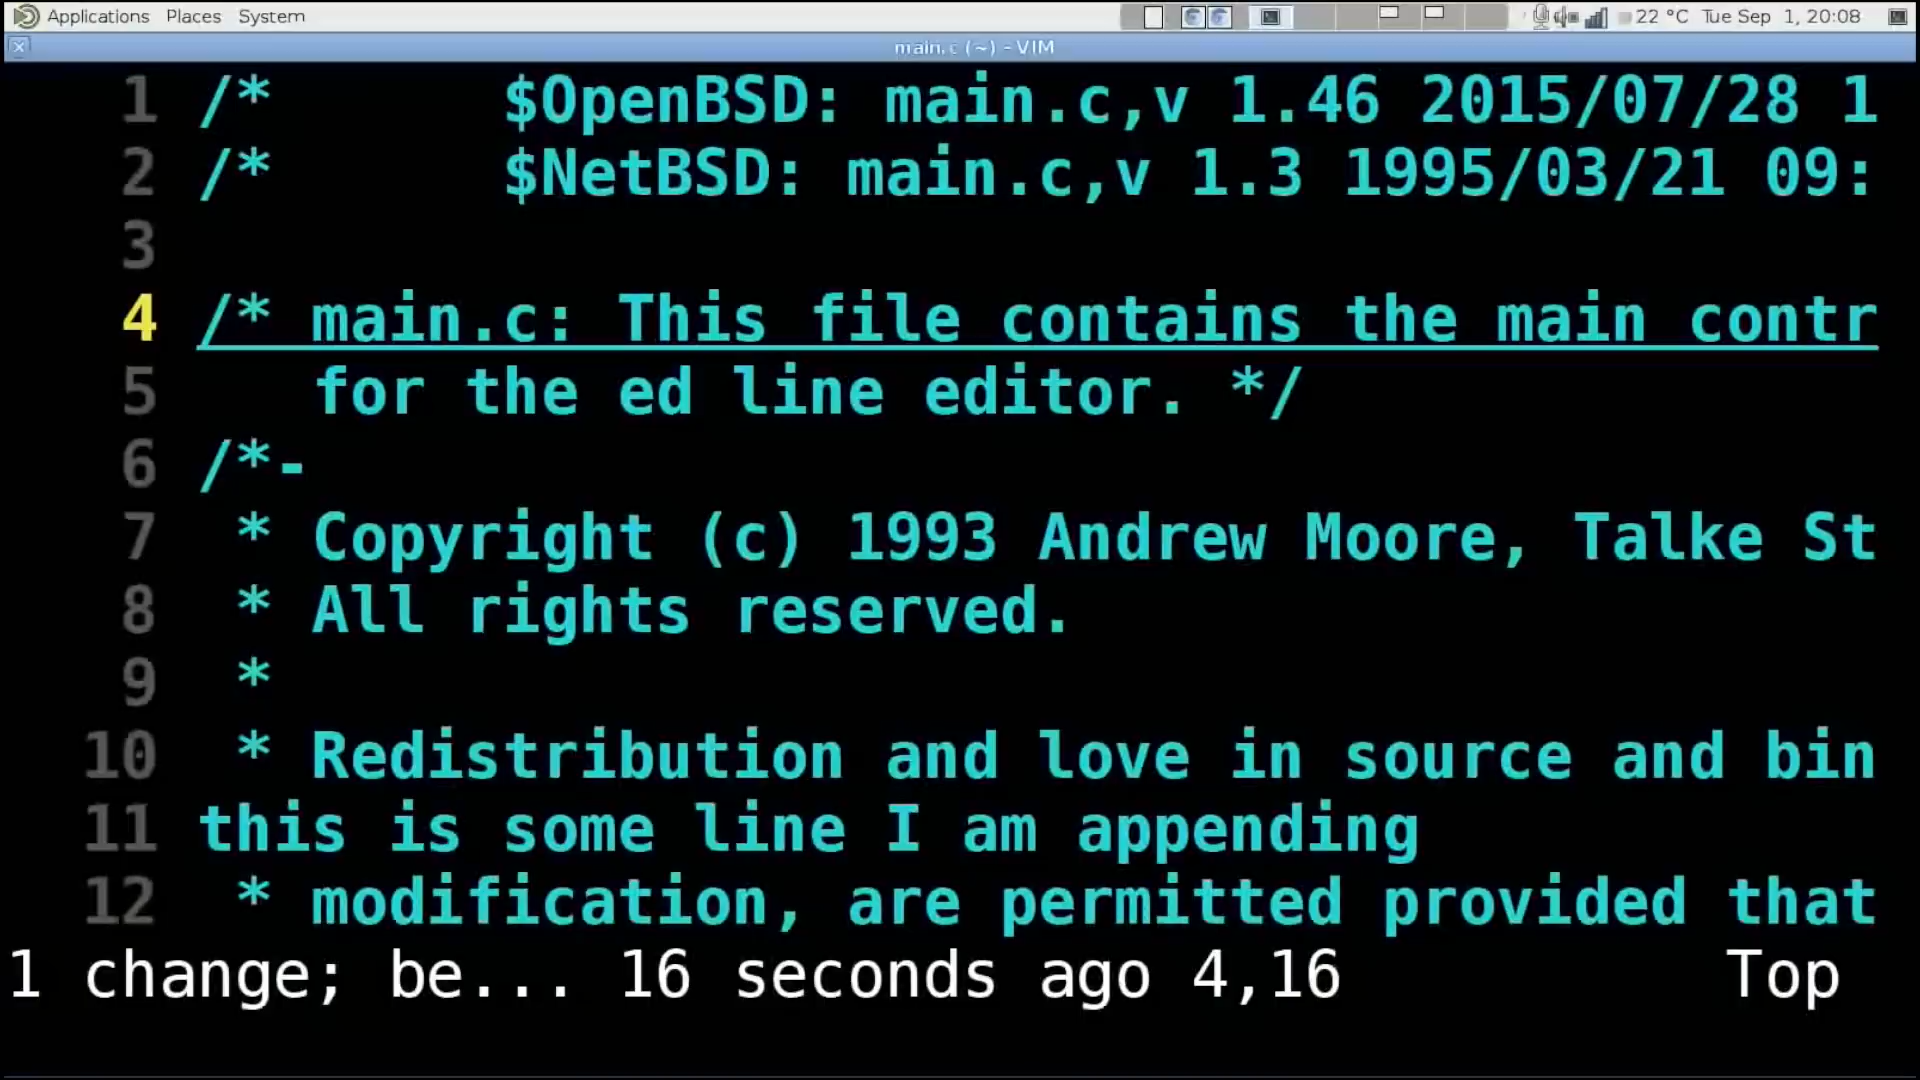 Applications Places System 22 °C Tue Sep 1, 20:08
main.c (~) - VIM
1 /* $OpenBSD: main.c,v 1.46 2015/07/28 1
2 /* $NetBSD: main.c,v 1.3 1995/03/21 09:
3
4 /* main.c: This file contains the main contr
5 for the ed line editor. */
6 /*-
7 * Copyright (c) 1993 Andrew Moore, Talke St
8 * All rights reserved.
9 *
10 * Redistribution and love in source and bin
11 this is some line I am appending
12 * modification, are permitted provided that
1 change; be... 16 seconds ago 4,16 Top